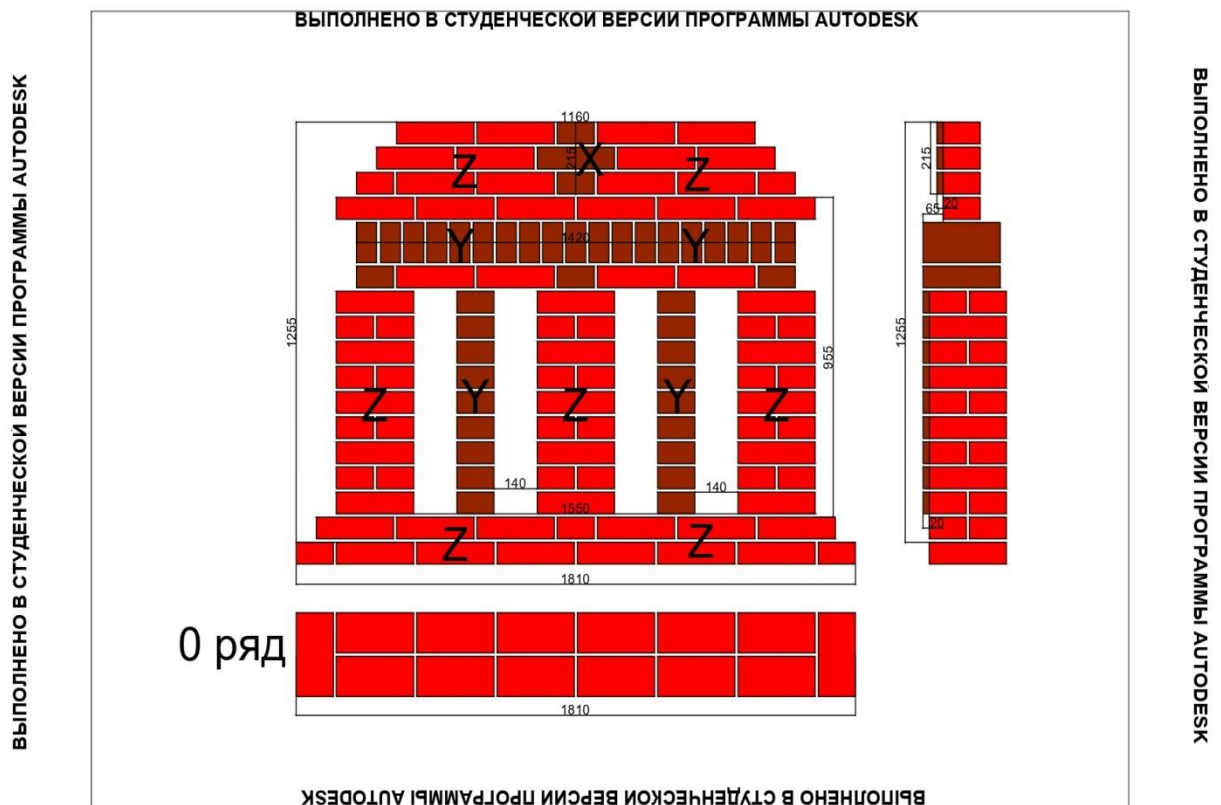 ВЫПОЛНЕНО В СТУДЕНЧЕСКОЙ ВЕРСИИ ПРОГРАММЫ AUTODESK
ВЫПОЛНЕНО В СТУДЕНЧЕСКОЙ ВЕРСИИ ПРОГРАММЫ AUTODESK
ВЫПОЛНЕНО В СТУДЕНЧЕСКОЙ ВЕРСИИ ПРОГРАММЫ AUTODESK
1160
Z
215
X
Z
215
20
65
Y
1420
Y
1255
955
1255
Z
Y
Z
Y
Z
140
140
1550
20
Z
Z
1810
0 ряд
1810
ВЫПОЛНЕНО В СТУДЕНЧЕСКОЙ ВЕРСИИ ПРОГРАММЫ AUTODESK